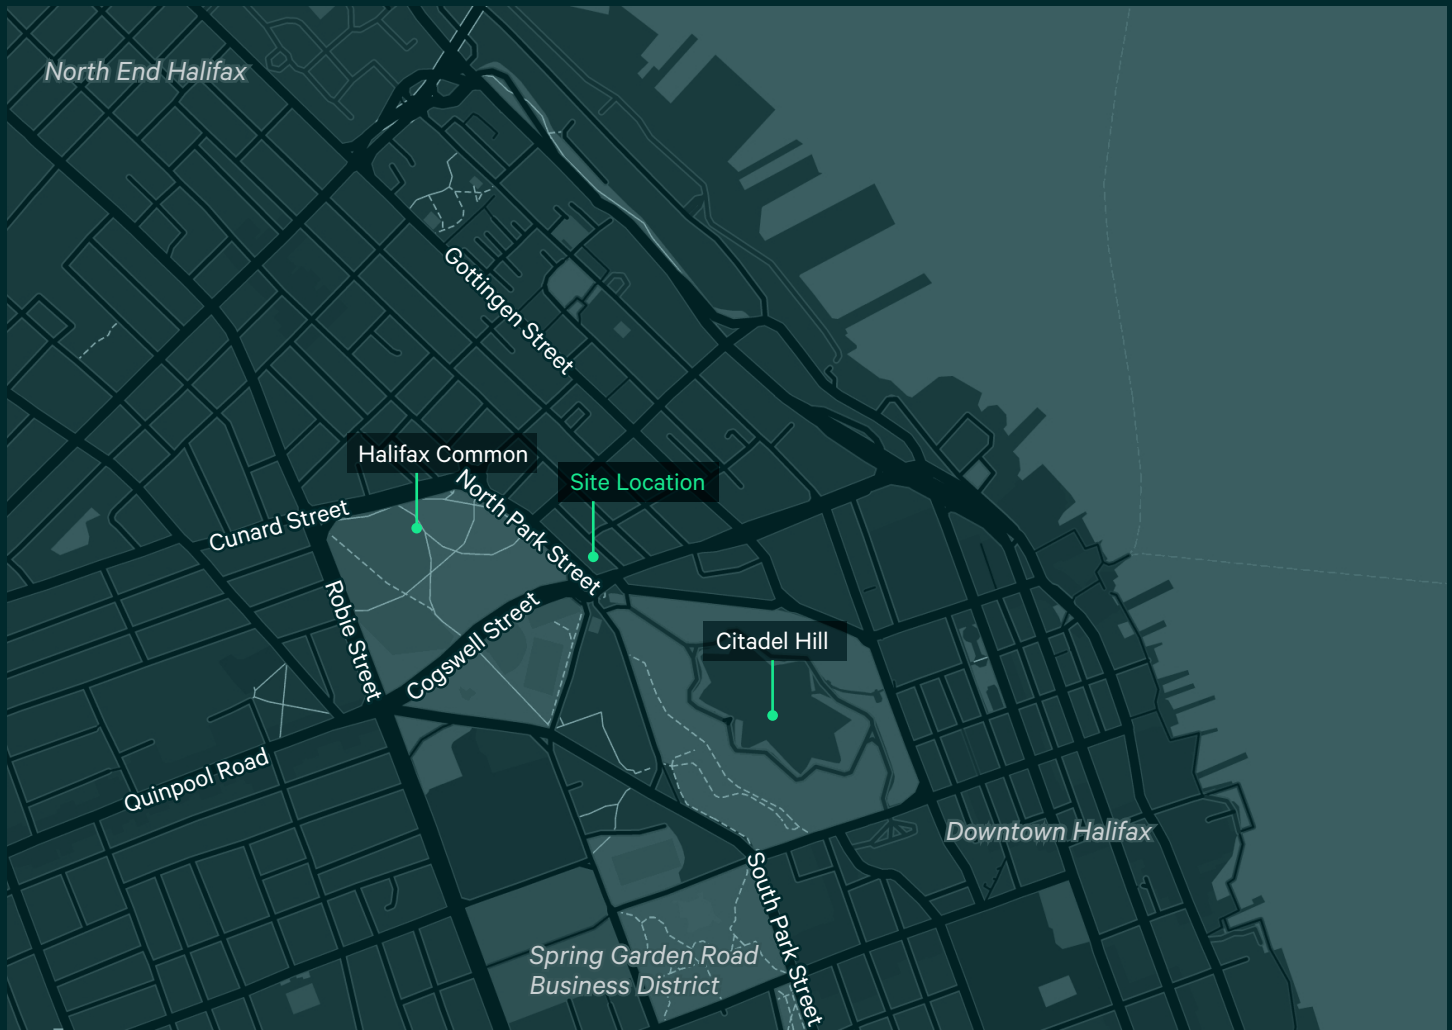 North End Halifax
Gottingen Street
Halifax Common
North Park Street
Site Location
Cunard Street
Robie Street
Cogswell Street
Citadel Hill
Quinpool Road
Downtown Halifax
South Park Street
Spring Garden Road
Business District